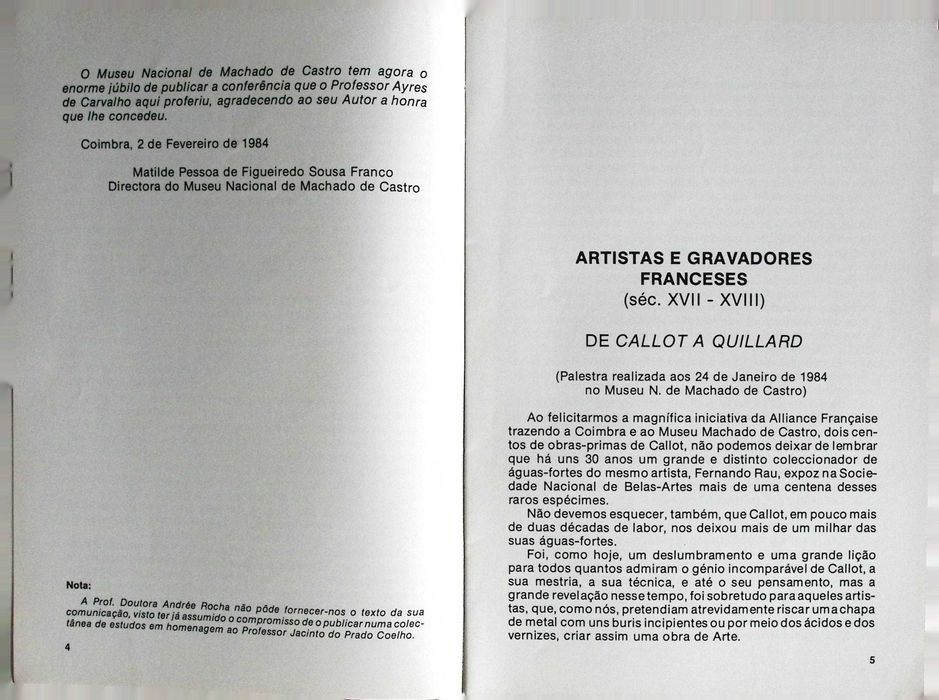 O Museu Nacional de Machado de Castro tem agora o
enorme júbilo de publicar a conferência que o Professor Ayres
de Carvalho aqui proferiu, agradecendo ao seu Autor a honra
que lhe concedeu.
Coimbra, 2 de Fevereiro de 1984
Matilde Pessoa de Figueiredo Sousa Franco
Directora do Museu Nacional de Machado de Castro
Nota:
A Prof. Doutora Andrée Rocha não pôde fornecer-nos o texto da sua
comunicação, visto ter já assumido o compromisso de o publicar numa colec-
tânea de estudos em homenagem ao Professor Jacinto do Prado Coelho.
4
ARTISTAS E GRAVADORES
FRANCESES
(séc. XVII - XVIII)
DE CALLOT A QUILLARD
(Palestra realizada aos 24 de Janeiro de 1984
no Museu N. de Machado de Castro)
Ao felicitarmos a magnífica iniciativa da Alliance Française
trazendo a Coimbra e ao Museu Machado de Castro, dois cen-
tos de obras-primas de Callot, não podemos deixar de lembrar
que há uns 30 anos um grande e distinto coleccionador de
águas-fortes do mesmo artista, Fernando Rau, expoz na Socie-
dade Nacional de Belas-Artes mais de uma centena desses
raros espécimes.
Não devemos esquecer, também, que Callot, em pouco mais
de duas décadas de labor, nos deixou mais de um milhar das
suas águas-fortes.
Foi, como hoje, um deslumbramento e uma grande lição
para todos quantos admiram o génio incomparável de Callot, a
sua mestria, a sua técnica, e até o seu pensamento, mas a
grande revelação nesse tempo, foi sobretudo para aqueles artis-
tas, que, como nós, pretendiam atrevidamente riscar uma chapa
de metal com uns buris incipientes ou por meio dos ácidos e dos
vernizes, criar assim uma obra de Arte.
5